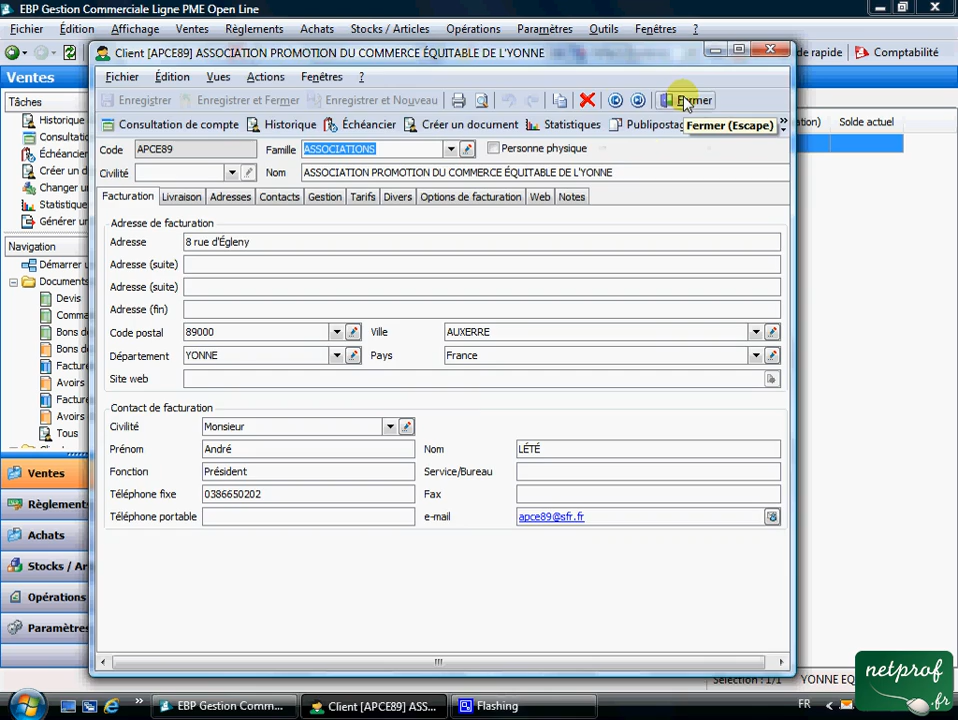 EBP Gestion Commerciale Ligne PME Open Line
Fichier Édition Affichage Ventes Règlements Achats Stocks / Articles Opérations Paramètres Outils Fenêtres ?
de rapide Comptabilité
Ventes
Client [APCE89] ASSOCIATION PROMOTION DU COMMERCE ÉQUITABLE DE L'YONNE
Fichier Édition Vues Actions Fenêtres ?
Enregistrer Enregistrer et Fermer Enregistrer et Nouveau Fermer
Consultation de compte Historique Échéancier Créer un document Statistiques Publipostag
Fermer (Escape)
Solde actuel
Code APCE89 Famille ASSOCIATIONS Personne physique
Civilité Nom ASSOCIATION PROMOTION DU COMMERCE ÉQUITABLE DE L'YONNE
Facturation Livraison Adresses Contacts Gestion Tarifs Divers Options de facturation Web Notes
Adresse de facturation
Adresse 8 rue d'Égleny
Adresse (suite)
Adresse (suite)
Adresse (fin)
Code postal 89000 Ville AUXERRE
Département YONNE Pays France
Site web
Contact de facturation
Civilité Monsieur
Prénom André Nom LÉTÉ
Fonction Président Service/Bureau
Téléphone fixe 0386650202 Fax
Téléphone portable e-mail apce89@sfr.fr
Tâches
Historique
Consultati
Échéancier
Créer un d
Changer u
Statistique
Générer u
Navigation
Démarrer u
Documents
Devis
Comma
Bons de
Bons d
Facture
Avoirs
Facture
Avoirs
Tous
Ventes
Règlemen
Achats
Stocks / Ar
Opérations
Paramètres
Sélection : 1/1 YONNE EQ
EBP Gestion Comm... Client [APCE89] ASS... Flashing FR
netprof
.fr